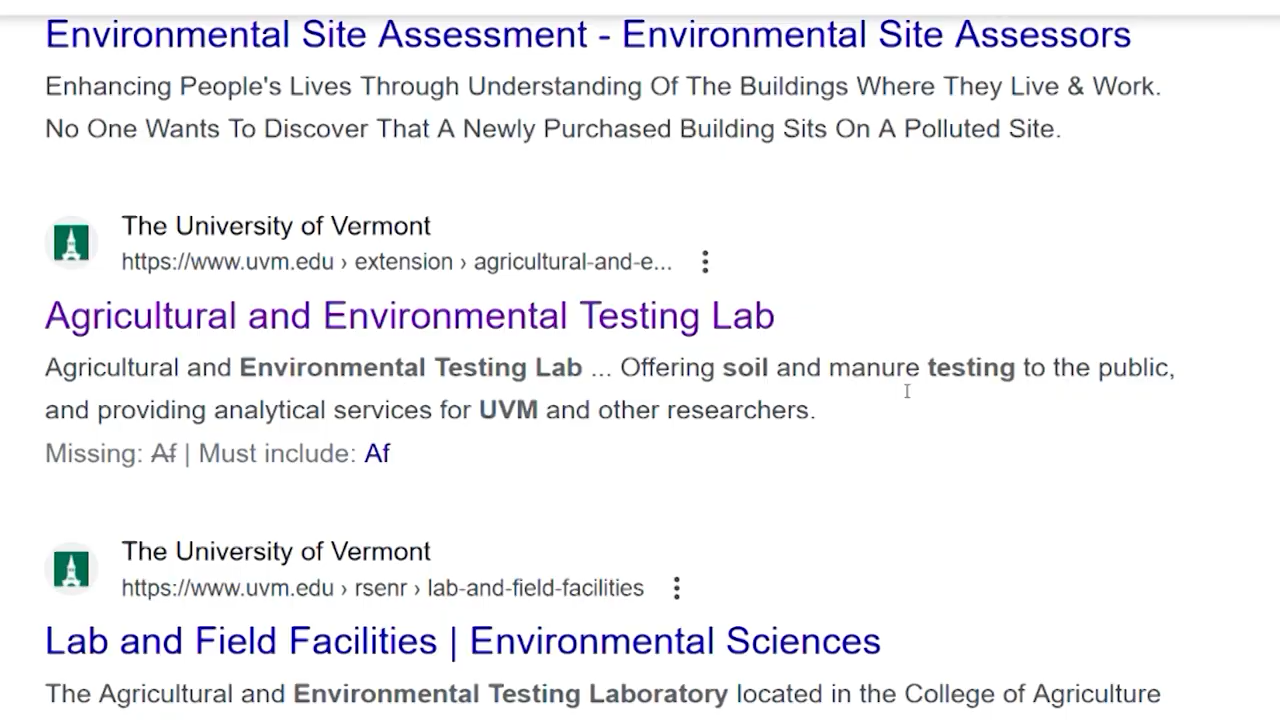 Environmental Site Assessment - Environmental Site Assessors
Enhancing People's Lives Through Understanding Of The Buildings Where They Live & Work.
No One Wants To Discover That A Newly Purchased Building Sits On A Polluted Site.
The University of Vermont
https://www.uvm.edu › extension › agricultural-and-e...
Agricultural and Environmental Testing Lab
Agricultural and Environmental Testing Lab ... Offering soil and manure testing to the public,
and providing analytical services for UVM and other researchers.
Missing: Af | Must include: Af
The University of Vermont
https://www.uvm.edu › rsenr › lab-and-field-facilities
Lab and Field Facilities | Environmental Sciences
The Agricultural and Environmental Testing Laboratory located in the College of Agriculture